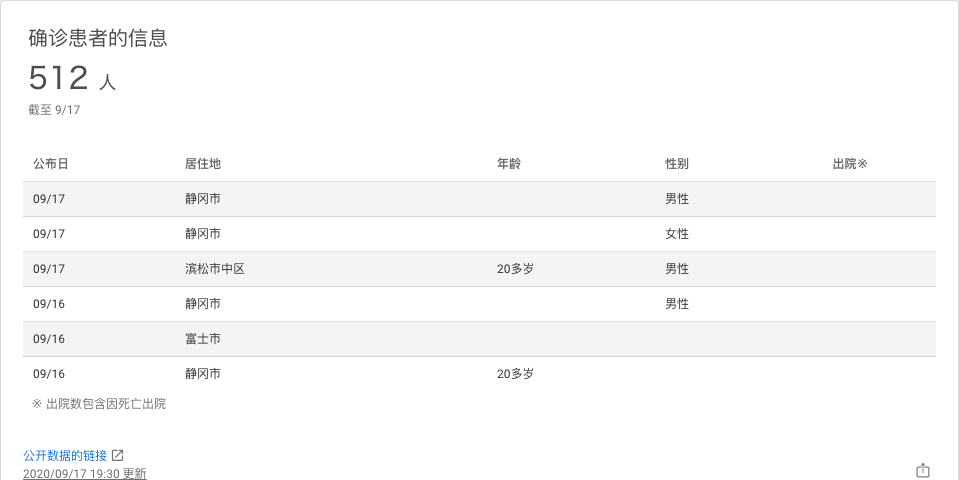 确诊患者的信息
512 人
截至 9/17
公布日 居住地 年龄 性别 出院※
09/17 静冈市 男性
09/17 静冈市 女性
09/17 滨松市中区 20多岁 男性
09/16 静冈市 男性
09/16 富士市
09/16 静冈市 20多岁
※ 出院数包含因死亡出院
公开数据的链接
2020/09/17 19:30 更新